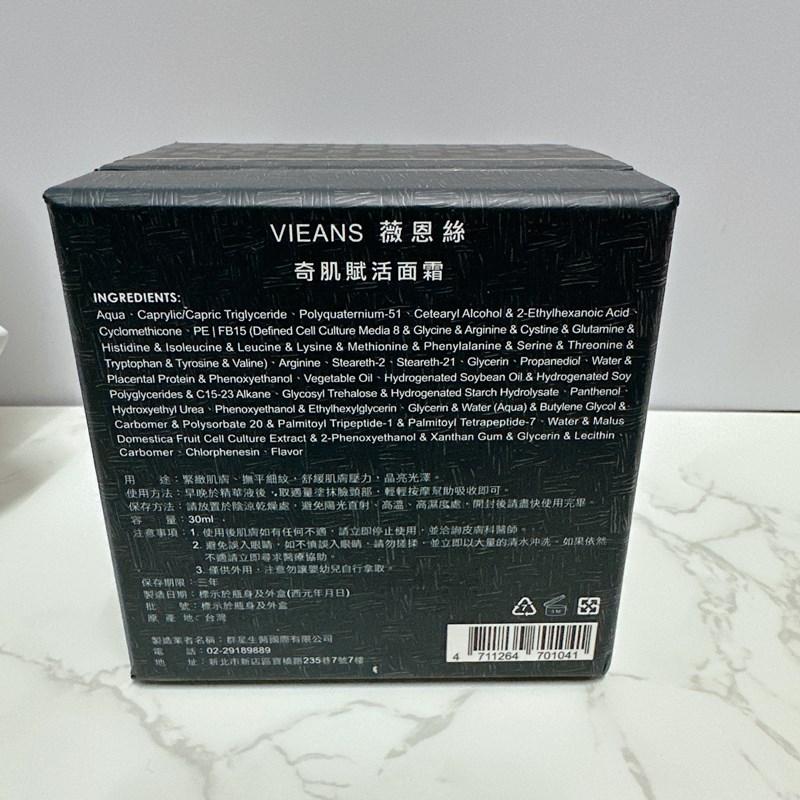 VIEANS 薇恩絲
奇肌賦活面霜
INGREDIENTS:
Aqua、Caprylic/Capric Triglyceride、Polyquaternium-51、Cetearyl Alcohol & 2-Ethylhexanoic Acid、
Cyclomethicone、PE | FB15 (Defined Cell Culture Media 8 & Glycine & Arginine & Cystine & Glutamine &
Histidine & Isoleucine & Leucine & Lysine & Methionine & Phenylalanine & Serine & Threonine &
Tryptophan & Tyrosine & Valine)、Arginine、Steareth-2、Steareth-21、Glycerin、Propanediol、Water &
Placental Protein & Phenoxyethanol、Vegetable Oil、Hydrogenated Soybean Oil & Hydrogenated Soy
Polyglycerides & C15-23 Alkane、Glycosyl Trehalose & Hydrogenated Starch Hydrolysate、Panthenol、
Hydroxyethyl Urea、Phenoxyethanol & Ethylhexylglycerin、Glycerin & Water (Aqua) & Butylene Glycol &
Carbomer & Polysorbate 20 & Palmitoyl Tripeptide-1 & Palmitoyl Tetrapeptide-7、Water & Malus
Domestica Fruit Cell Culture Extract & 2-Phenoxyethanol & Xanthan Gum & Glycerin & Lecithin、
Carbomer、Chlorphenesin、Flavor
用　　途：緊緻肌膚、撫平細紋，舒緩肌膚壓力，晶亮光澤。
使用方法：早晚於精華液後，取適量塗抹臉頸部，輕輕按摩幫助吸收即可。
保存方法：請放置於陰涼乾燥處，避免陽光直射、高溫、高濕度處，開封後請盡快使用完畢。
容　　量：30ml
注意事項：1. 使用後肌膚如有任何不適，請立即停止使用，並洽詢皮膚科醫師。
2. 避免誤入眼睛，如不慎誤入眼睛，請勿搓揉，並立即以大量的清水沖洗。如果依然
不適請立即尋求醫療協助。
3. 僅供外用，注意勿讓嬰幼兒自行拿取。
保存期限：三年
製造日期：標示於瓶身及外盒(西元年月日)
批　　號：標示於瓶身及外盒
原 產 地：台灣
製造業者名稱：群星生醫國際有限公司
電　　話：02-29189889
地　　址：新北市新店區寶橋路235巷7號7樓
7
4 711264 701041